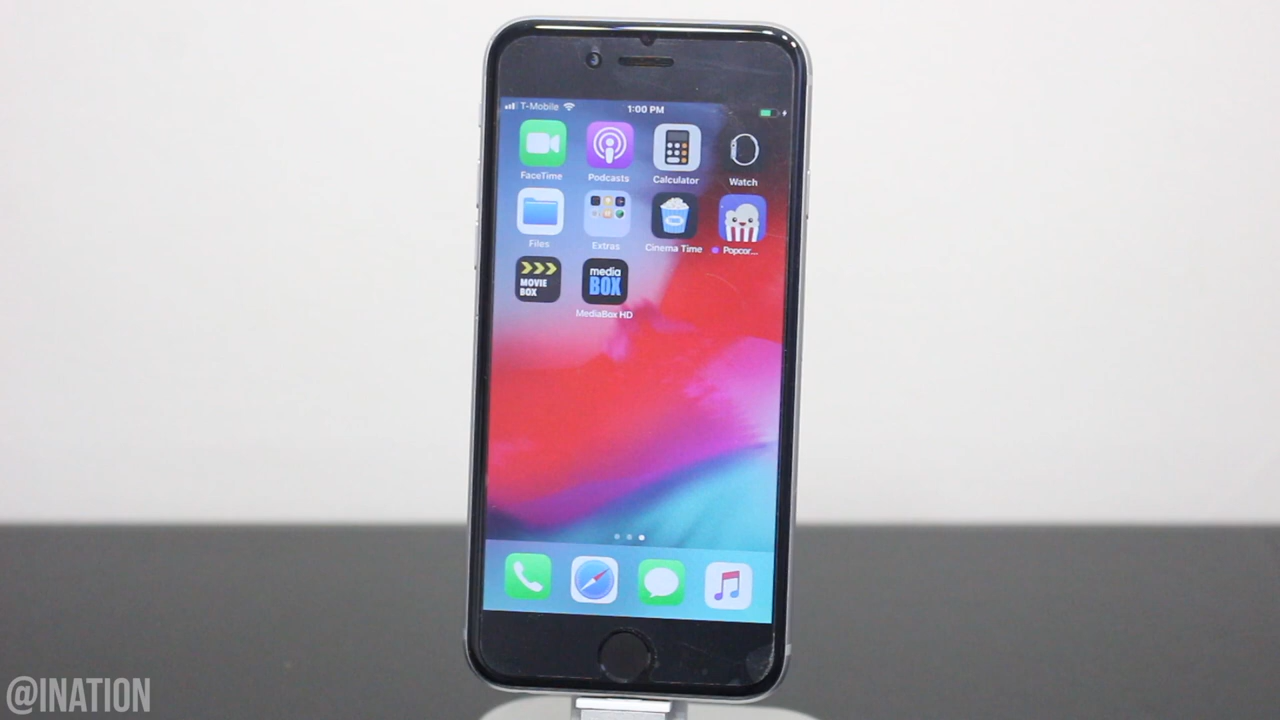 T-Mobile 1:00 PM
FaceTime Podcasts Calculator Watch
Files Extras Cinema Time Popcor...
MOVIE BOX media BOX
MediaBox HD
@INATION